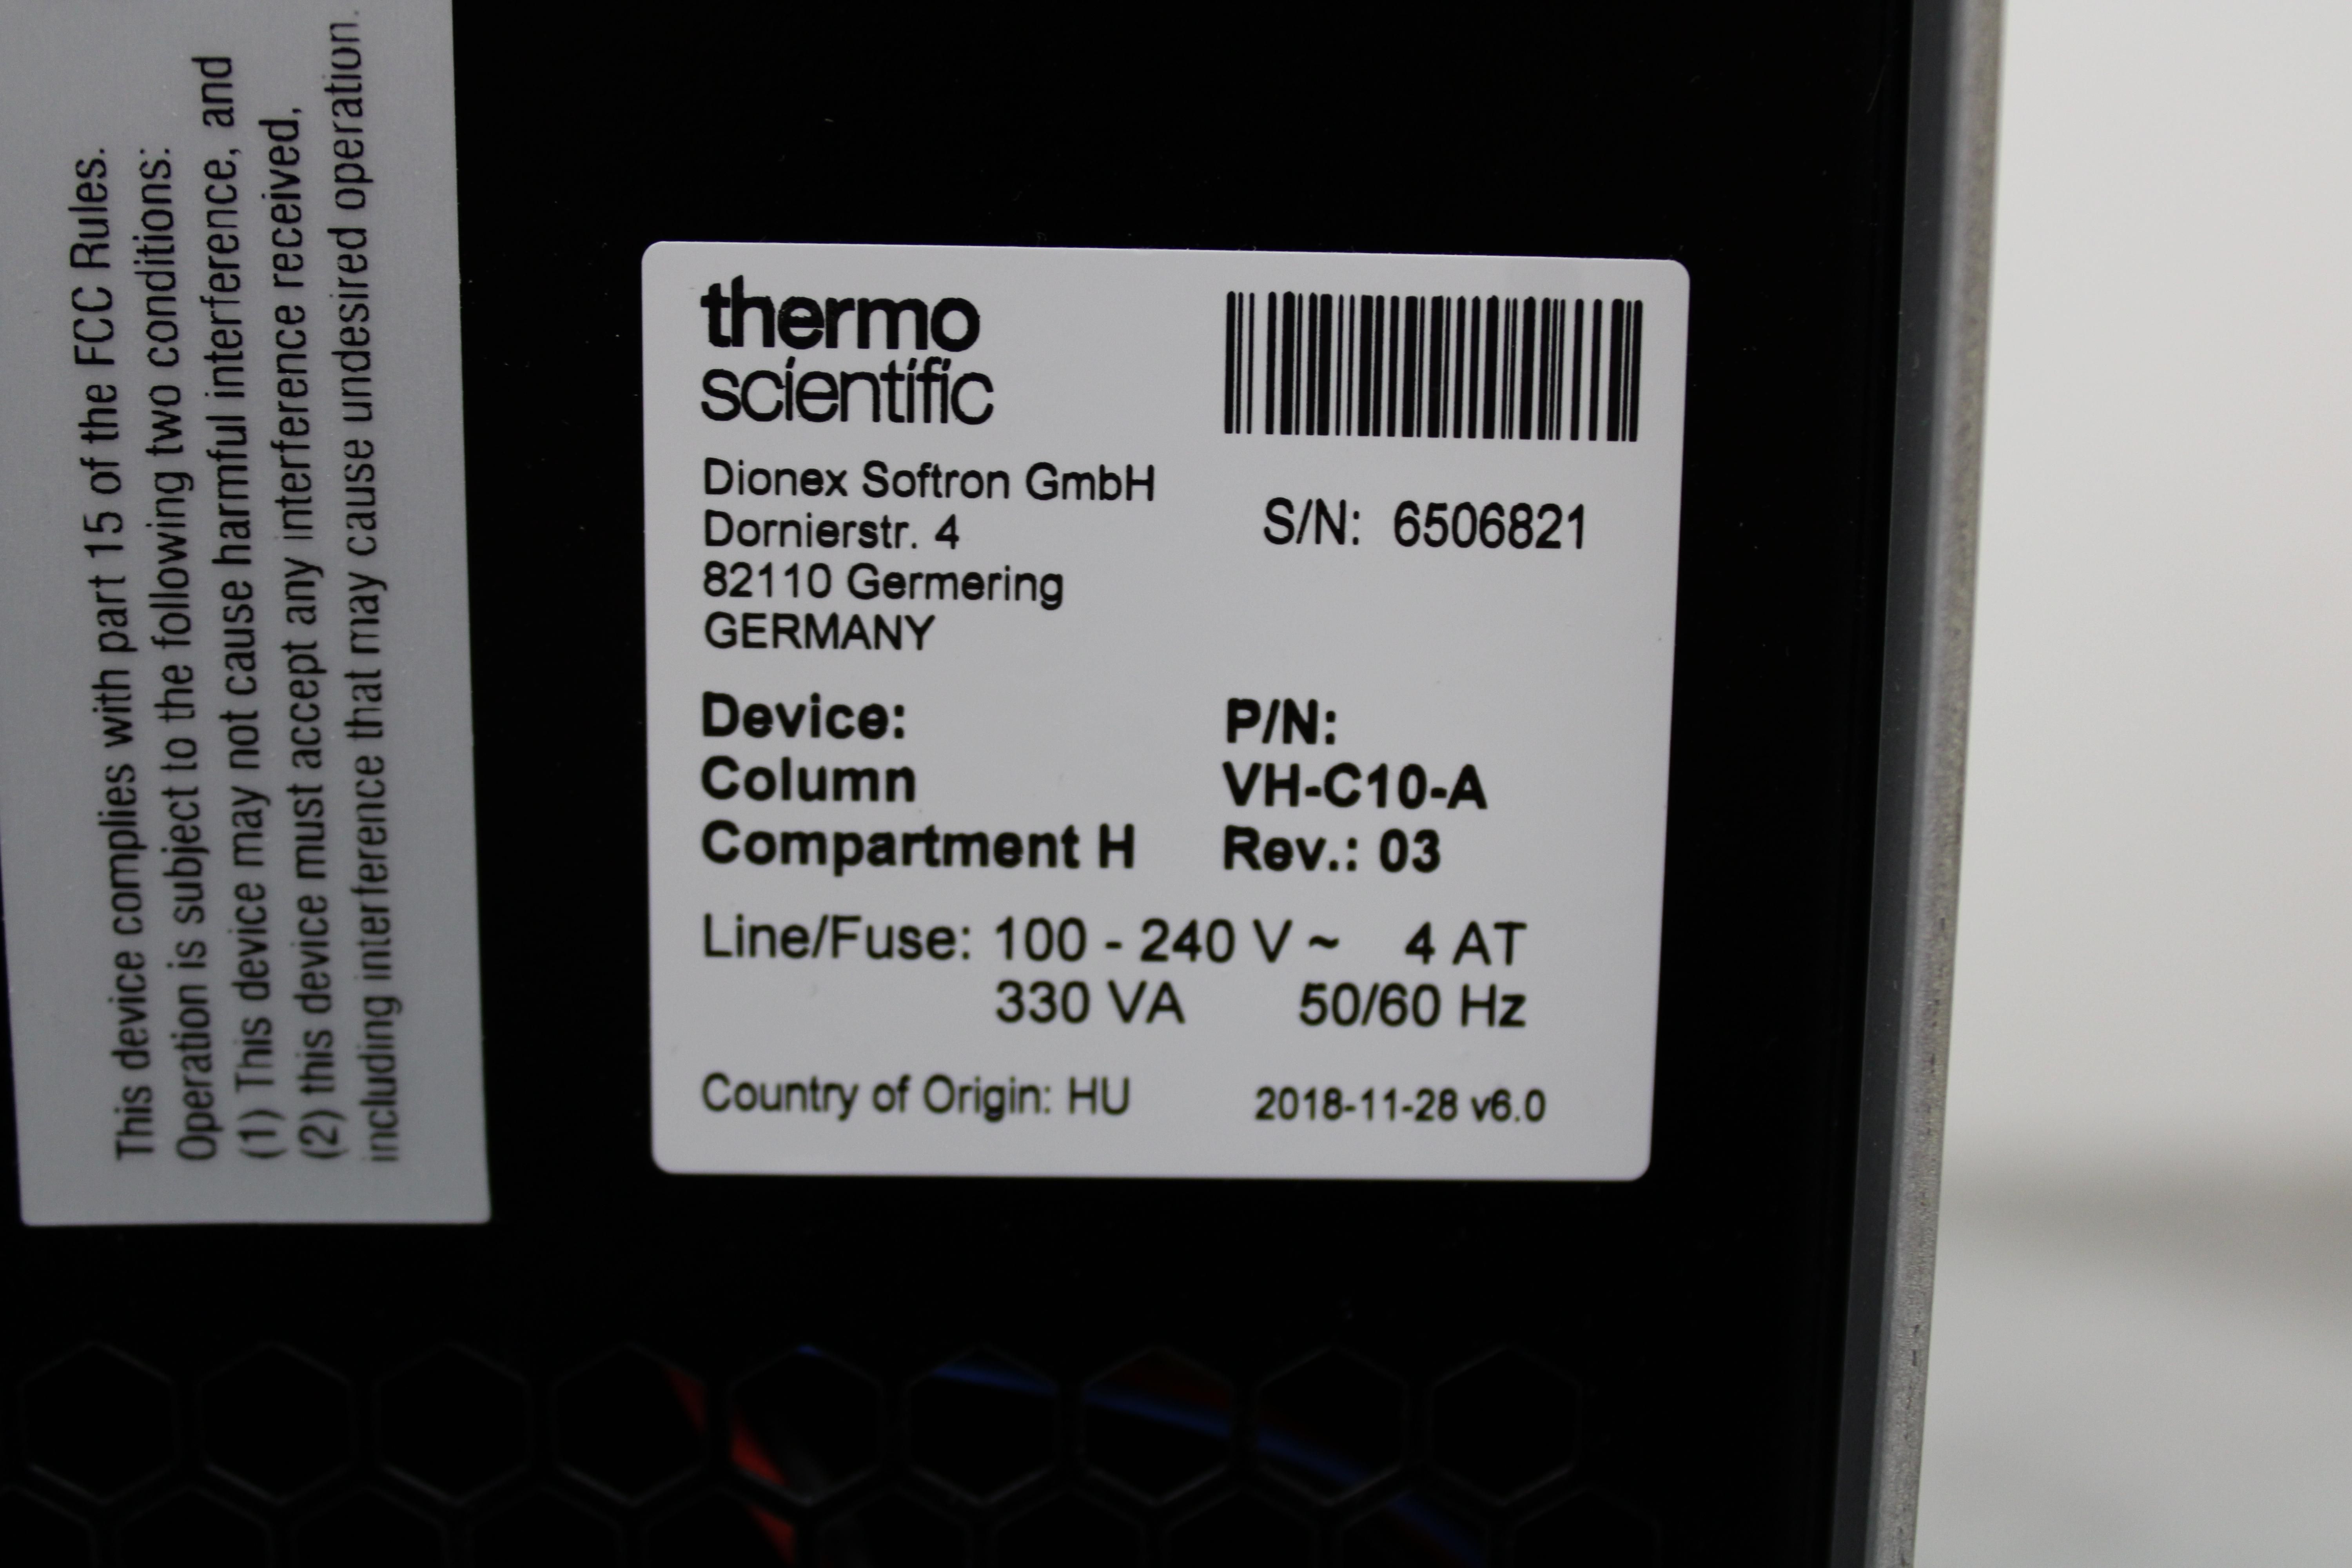 This device complies with part 15 of the FCC Rules.
Operation is subject to the following two conditions:
(1) This device may not cause harmful interference, and
(2) this device must accept any interference received,
including interference that may cause undesired operation.
thermo
scientific
Dionex Softron GmbH
Dornierstr. 4
82110 Germering
GERMANY
S/N: 6506821
Device:
Column
Compartment H
P/N:
VH-C10-A
Rev.: 03
Line/Fuse: 100 - 240 V ~ 4 AT
330 VA 50/60 Hz
Country of Origin: HU 2018-11-28 v6.0